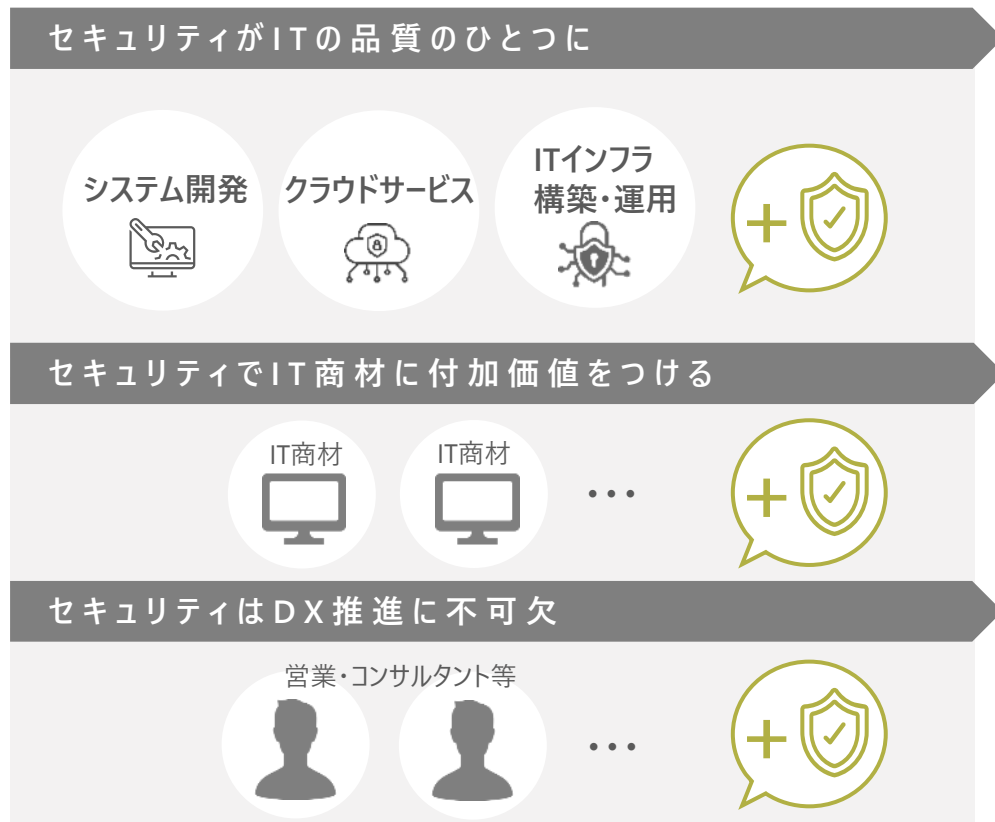 セキュリティがITの品質のひとつに
システム開発
クラウドサービス
ITインフラ
構築・運用
+
セキュリティでIT商材に付加価値をつける
IT商材
IT商材
・・・
+
セキュリティはDX推進に不可欠
営業・コンサルタント等
・・・
+